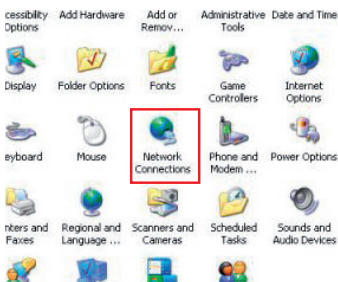 ccessibility Add Hardware Add or Administrative Date and Time
Options Remov... Tools
Display Folder Options Fonts Game Internet
Controllers Options
eyboard Mouse Network Phone and Power Options
Connections Modem ...
nters and Regional and Scanners and Scheduled Sounds and
Faxes Language ... Cameras Tasks Audio Devices